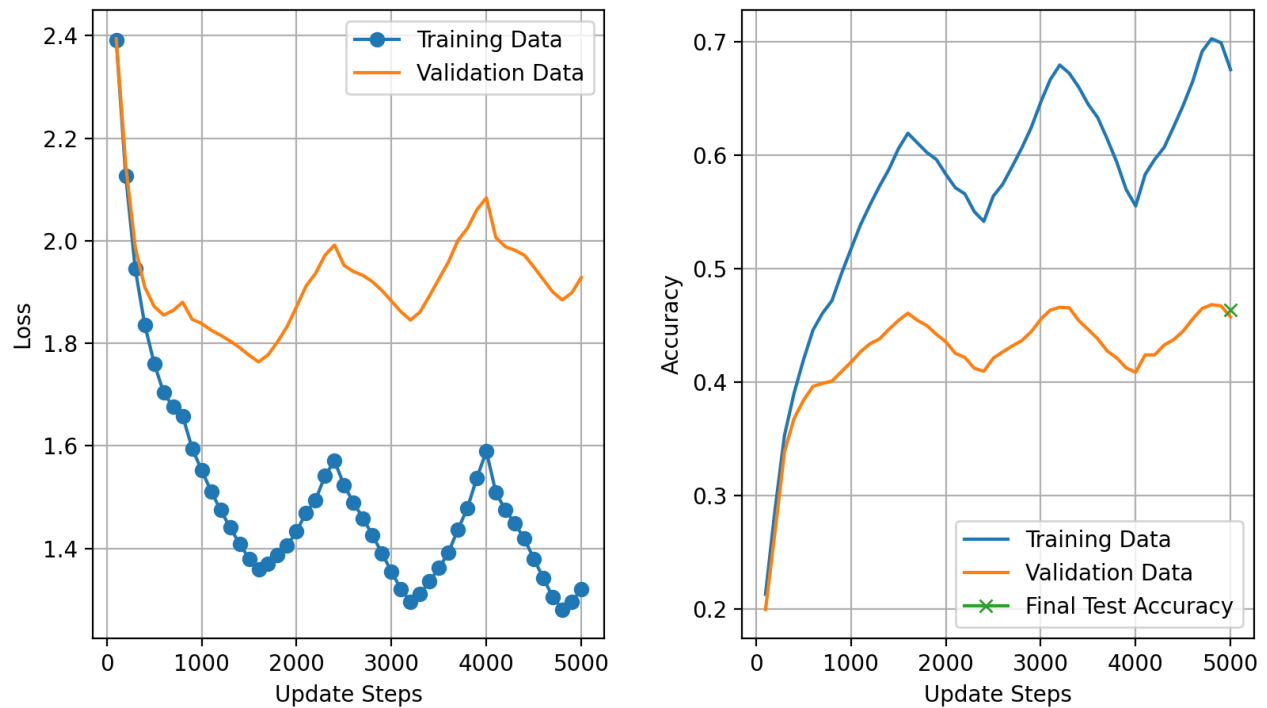 2.4
2.2
2.0
1.8
1.6
1.4
Loss
0
1000
2000
3000
4000
5000
Update Steps
Training Data
Validation Data
0.7
0.6
0.5
0.4
0.3
0.2
Accuracy
0
1000
2000
3000
4000
5000
Update Steps
Training Data
Validation Data
Final Test Accuracy